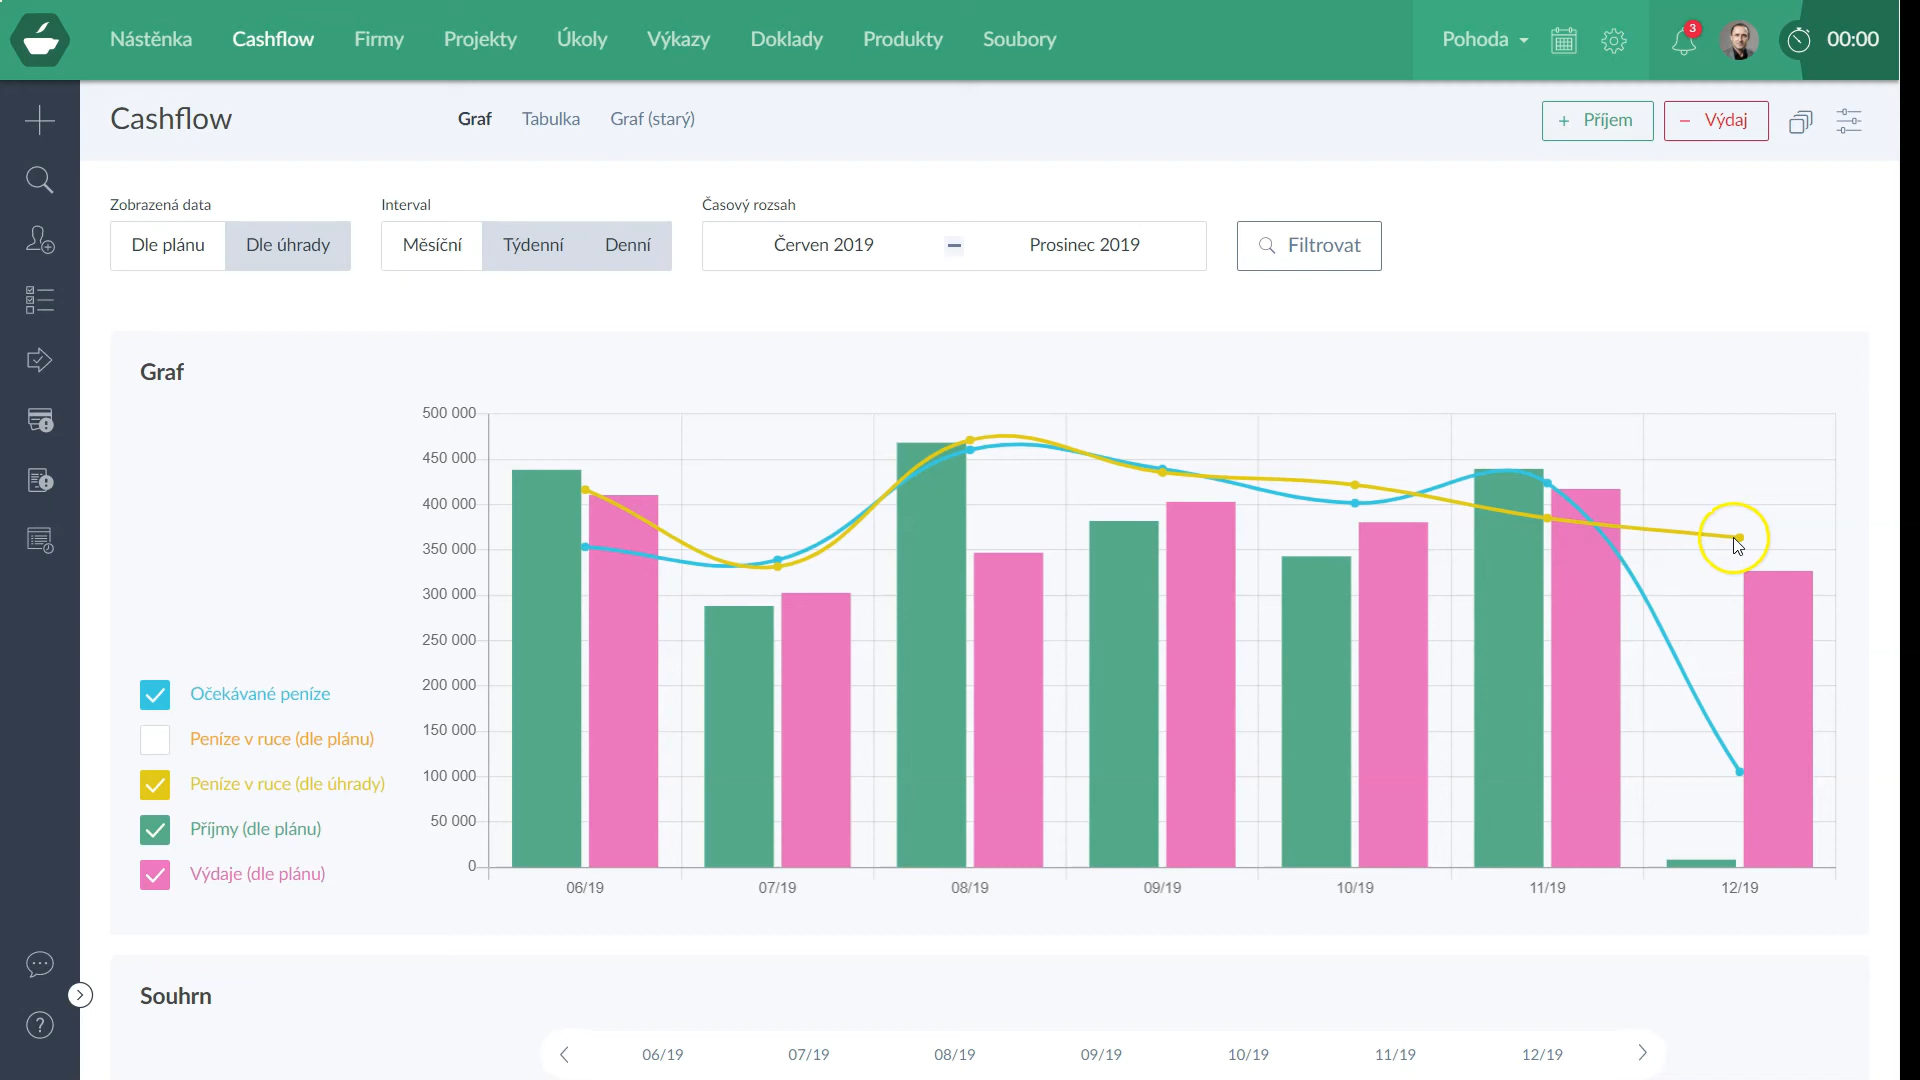 Nástěnka Cashflow Firmy Projekty Úkoly Výkazy Doklady Produkty Soubory Pohoda 3 00:00
Cashflow Graf Tabulka Graf (starý) + Příjem − Výdaj
Zobrazená data Interval Časový rozsah
Dle plánu Dle úhrady Měsíční Týdenní Denní Červen 2019 – Prosinec 2019 Filtrovat
Graf
500 000
450 000
400 000
350 000
300 000
250 000
200 000
150 000
100 000
50 000
0
Očekávané peníze
Peníze v ruce (dle plánu)
Peníze v ruce (dle úhrady)
Příjmy (dle plánu)
Výdaje (dle plánu)
06/19 07/19 08/19 09/19 10/19 11/19 12/19
Souhrn
06/19 07/19 08/19 09/19 10/19 11/19 12/19